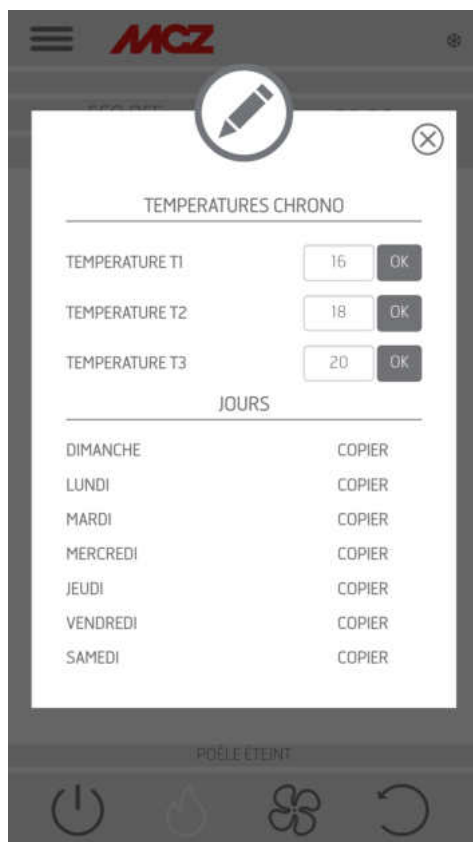 MCZ
TEMPERATURES CHRONO
TEMPERATURE T1 16 OK
TEMPERATURE T2 18 OK
TEMPERATURE T3 20 OK
JOURS
DIMANCHE COPIER
LUNDI COPIER
MARDI COPIER
MERCREDI COPIER
JEUDI COPIER
VENDREDI COPIER
SAMEDI COPIER
POÊLE ÉTEINT